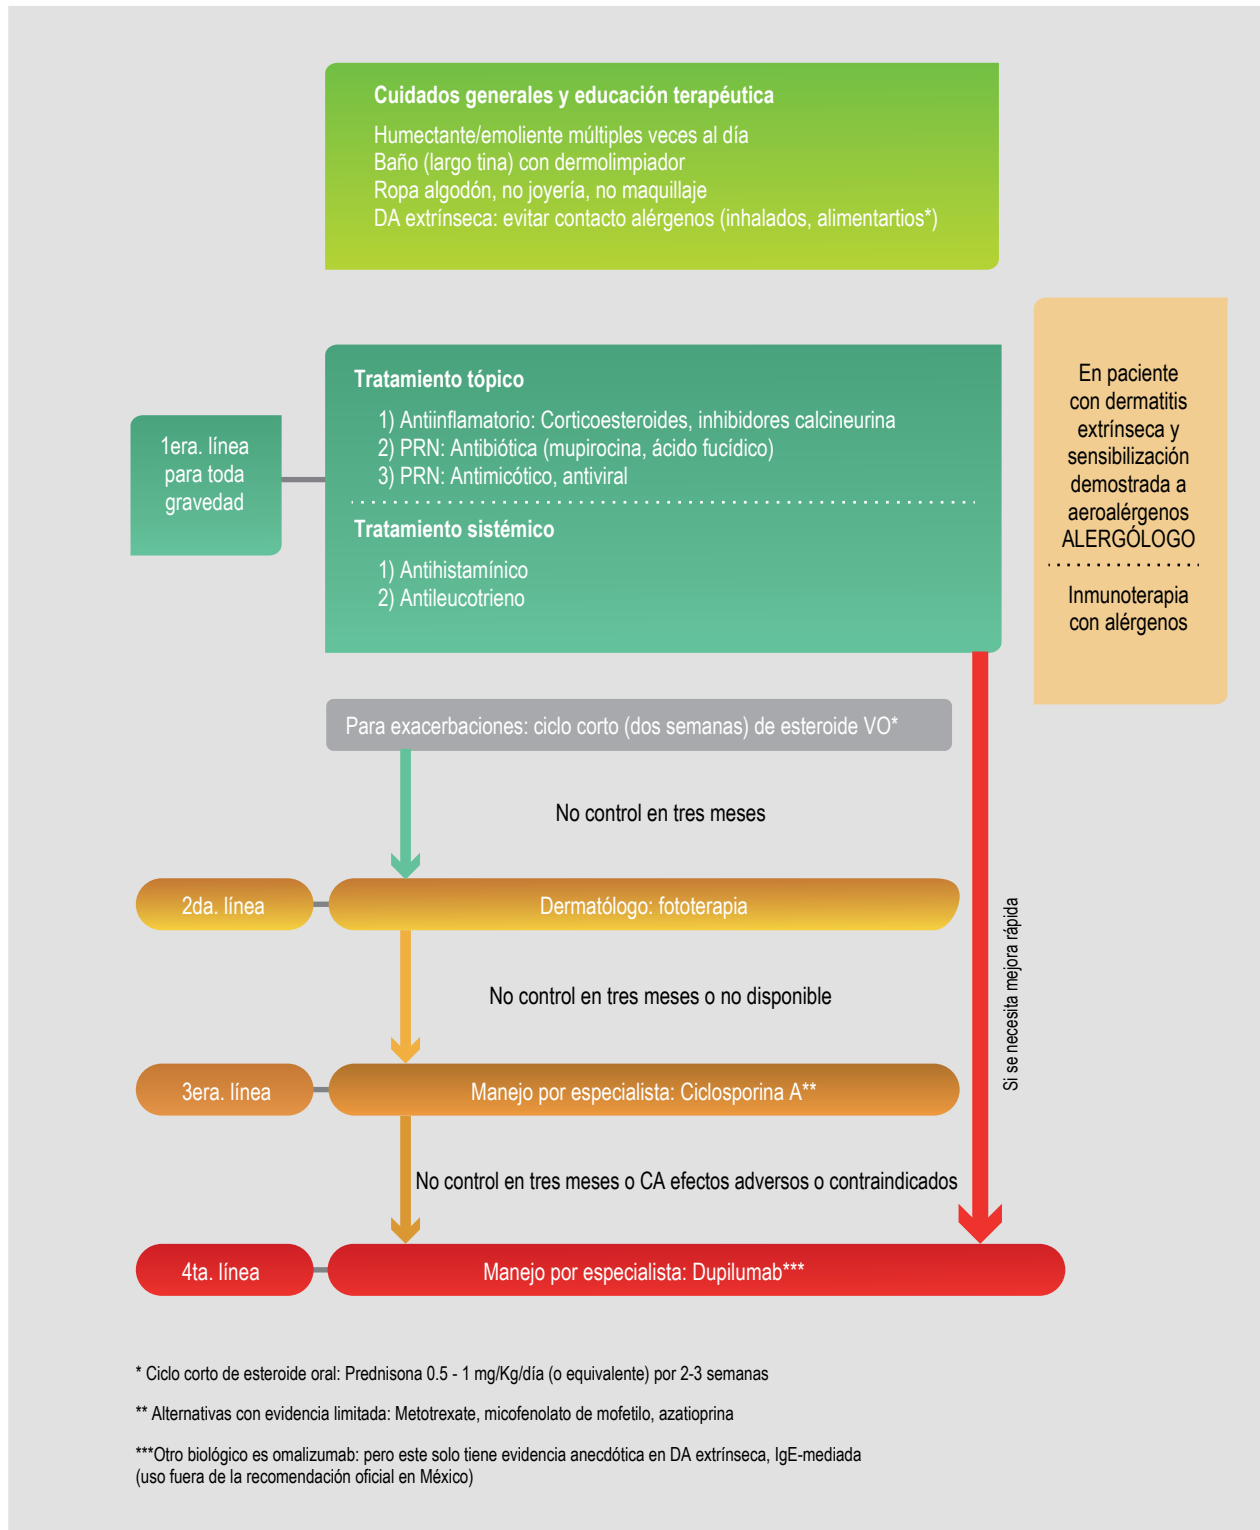 Cuidados generales y educación terapéutica
Humectante/emoliente múltiples veces al día
Baño (largo tina) con dermolimpiador
Ropa algodón, no joyería, no maquillaje
DA extrínseca: evitar contacto alérgenos (inhalados, alimentartios*)
1era. línea
para toda
gravedad
Tratamiento tópico
1) Antiinflamatorio: Corticoesteroides, inhibidores calcineurina
2) PRN: Antibiótica (mupirocina, ácido fucídico)
3) PRN: Antimicótico, antiviral
Tratamiento sistémico
1) Antihistamínico
2) Antileucotrieno
En paciente
con dermatitis
extrínseca y
sensibilización
demostrada a
aeroalérgenos
ALERGÓLOGO
Inmunoterapia
con alérgenos
Para exacerbaciones: ciclo corto (dos semanas) de esteroide VO*
No control en tres meses
2da. línea
Dermatólogo: fototerapia
No control en tres meses o no disponible
Si se necesita mejora rápida
3era. línea
Manejo por especialista: Ciclosporina A**
No control en tres meses o CA efectos adversos o contraindicados
4ta. línea
Manejo por especialista: Dupilumab***
* Ciclo corto de esteroide oral: Prednisona 0.5 - 1 mg/Kg/día (o equivalente) por 2-3 semanas
** Alternativas con evidencia limitada: Metotrexate, micofenolato de mofetilo, azatioprina
***Otro biológico es omalizumab: pero este solo tiene evidencia anecdótica en DA extrínseca, IgE-mediada
(uso fuera de la recomendación oficial en México)